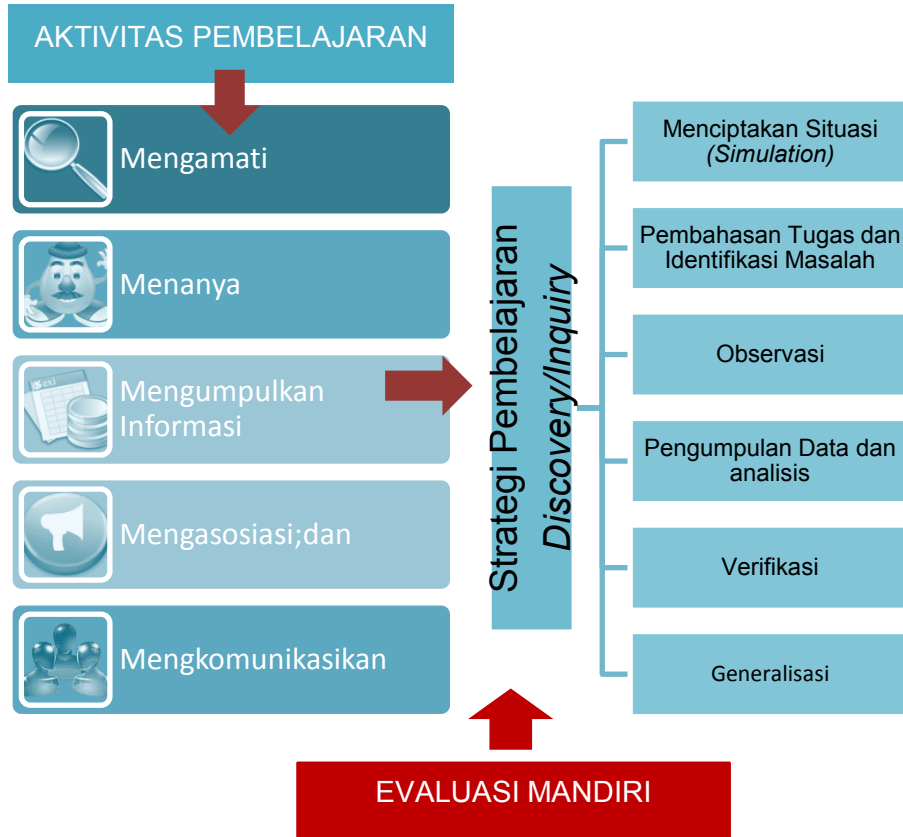 AKTIVITAS PEMBELAJARAN
Mengamati
Menanya
Mengumpulkan
Informasi
Mengasosiasi;dan
Mengkomunikasikan
Strategi Pembelajaran
Discovery/Inquiry
Menciptakan Situasi
(Simulation)
Pembahasan Tugas dan
Identifikasi Masalah
Observasi
Pengumpulan Data dan
analisis
Verifikasi
Generalisasi
EVALUASI MANDIRI